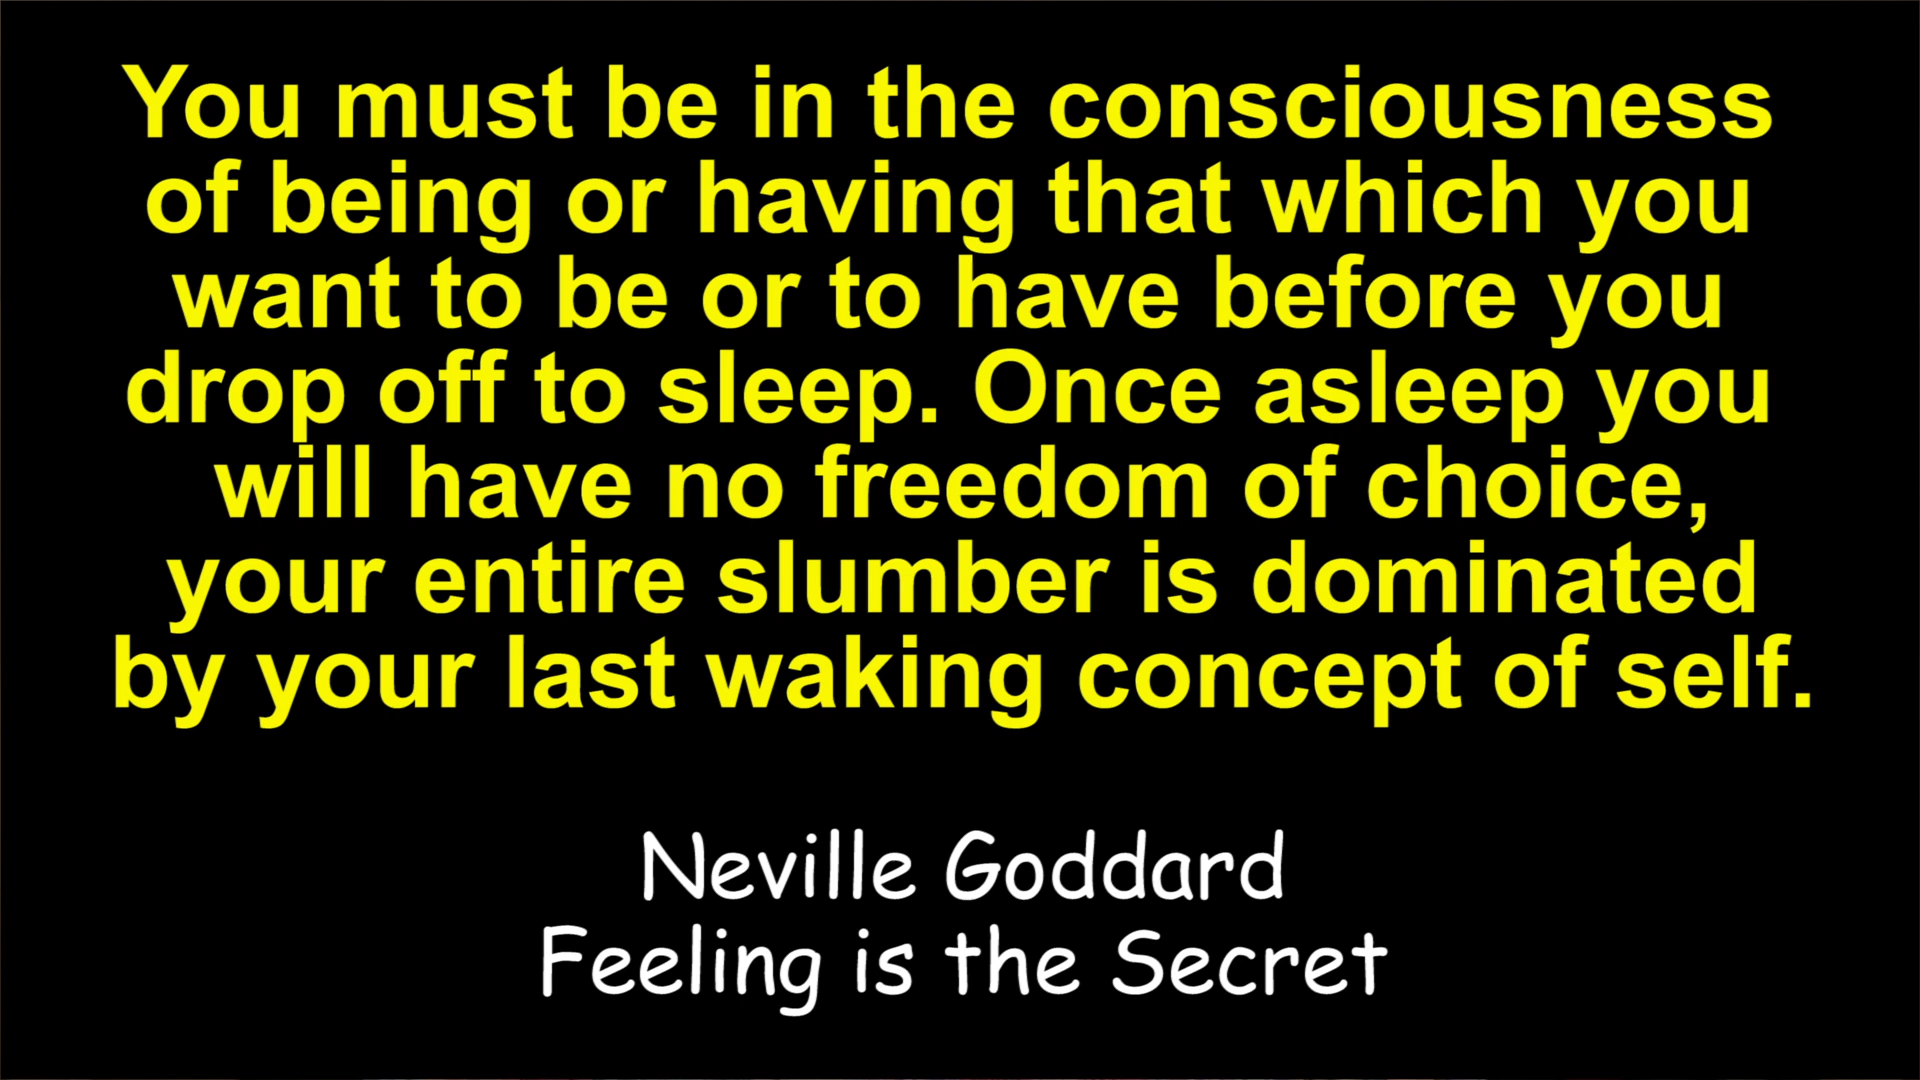 You must be in the consciousness
of being or having that which you
want to be or to have before you
drop off to sleep. Once asleep you
will have no freedom of choice,
your entire slumber is dominated
by your last waking concept of self.
Neville Goddard
Feeling is the Secret